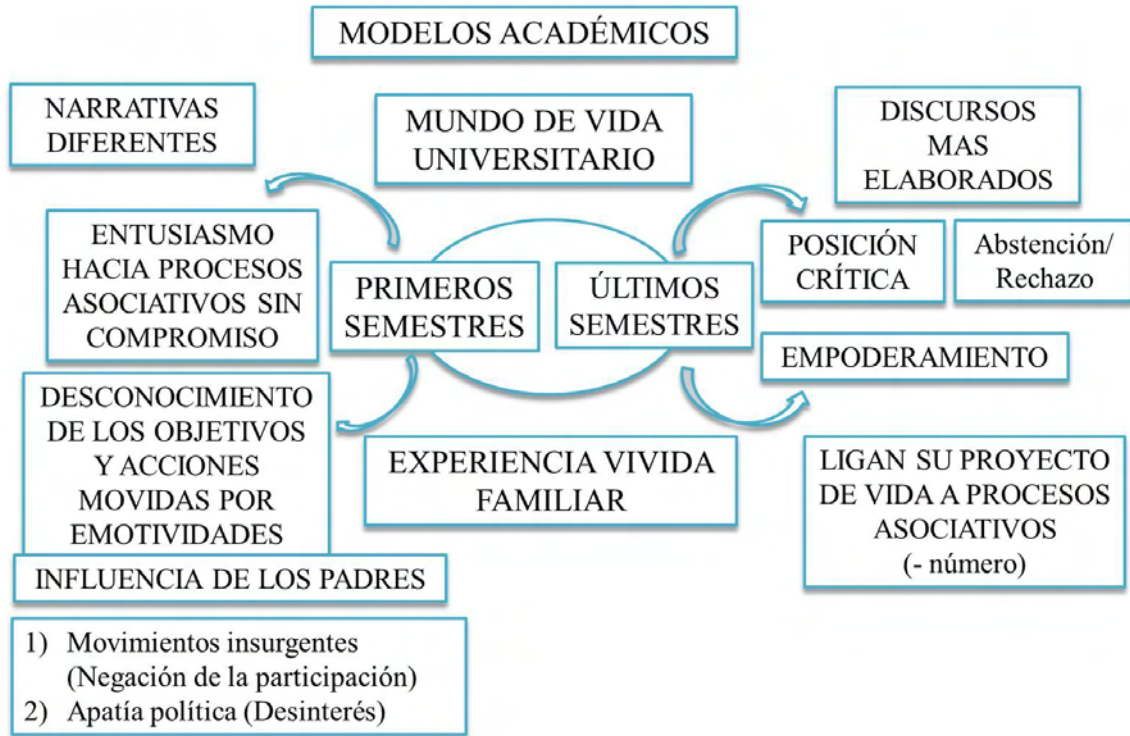 MODELOS ACADÉMICOS
NARRATIVAS
DIFERENTES
MUNDO DE VIDA
UNIVERSITARIO
DISCURSOS
MAS
ELABORADOS
ENTUSIASMO
HACIA PROCESOS
ASOCIATIVOS SIN
COMPROMISO
PRIMEROS
SEMESTRES
ÚLTIMOS
SEMESTRES
POSICIÓN
CRÍTICA
Abstención/
Rechazo
EMPODERAMIENTO
DESCONOCIMIENTO
DE LOS OBJETIVOS
Y ACCIONES
MOVIDAS POR
EMOTIVIDADES
EXPERIENCIA VIVIDA
FAMILIAR
LIGAN SU PROYECTO
DE VIDA A PROCESOS
ASOCIATIVOS
(- número)
INFLUENCIA DE LOS PADRES
1) Movimientos insurgentes
(Negación de la participación)
2) Apatía política (Desinterés)